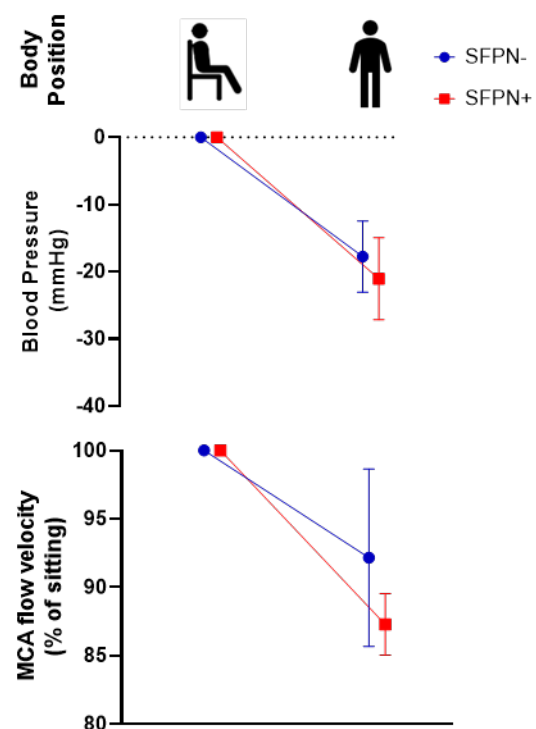 Body
Position
SFPN-
SFPN+
Blood Pressure
(mmHg)
0
-10
-20
-30
-40
MCA flow velocity
(% of sitting)
100
95
90
85
80